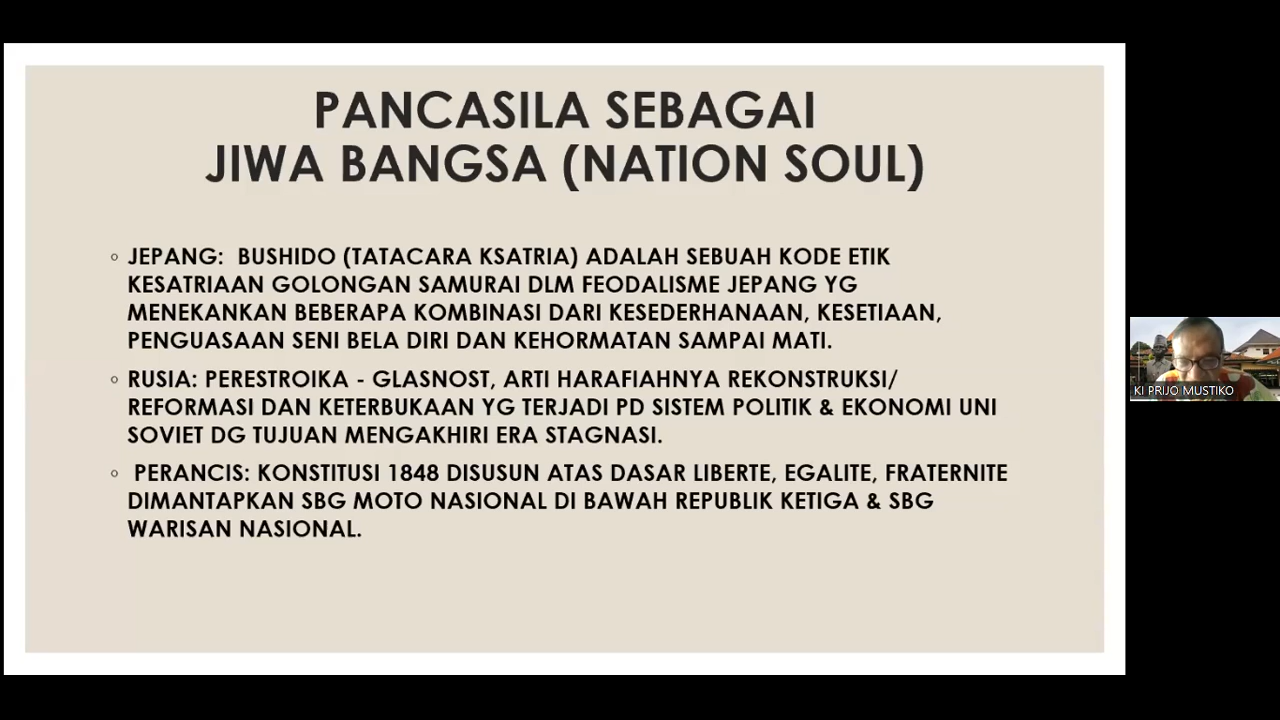 PANCASILA SEBAGAI
JIWA BANGSA (NATION SOUL)
◦ JEPANG:  BUSHIDO (TATACARA KSATRIA) ADALAH SEBUAH KODE ETIK
KESATRIAAN GOLONGAN SAMURAI DLM FEODALISME JEPANG YG
MENEKANKAN BEBERAPA KOMBINASI DARI KESEDERHANAAN, KESETIAAN,
PENGUASAAN SENI BELA DIRI DAN KEHORMATAN SAMPAI MATI.
◦ RUSIA: PERESTROIKA - GLASNOST, ARTI HARAFIAHNYA REKONSTRUKSI/
REFORMASI DAN KETERBUKAAN YG TERJADI PD SISTEM POLITIK & EKONOMI UNI
SOVIET DG TUJUAN MENGAKHIRI ERA STAGNASI.
◦ PERANCIS: KONSTITUSI 1848 DISUSUN ATAS DASAR LIBERTE, EGALITE, FRATERNITE
DIMANTAPKAN SBG MOTO NASIONAL DI BAWAH REPUBLIK KETIGA & SBG
WARISAN NASIONAL.
KI PRIJO MUSTIKO